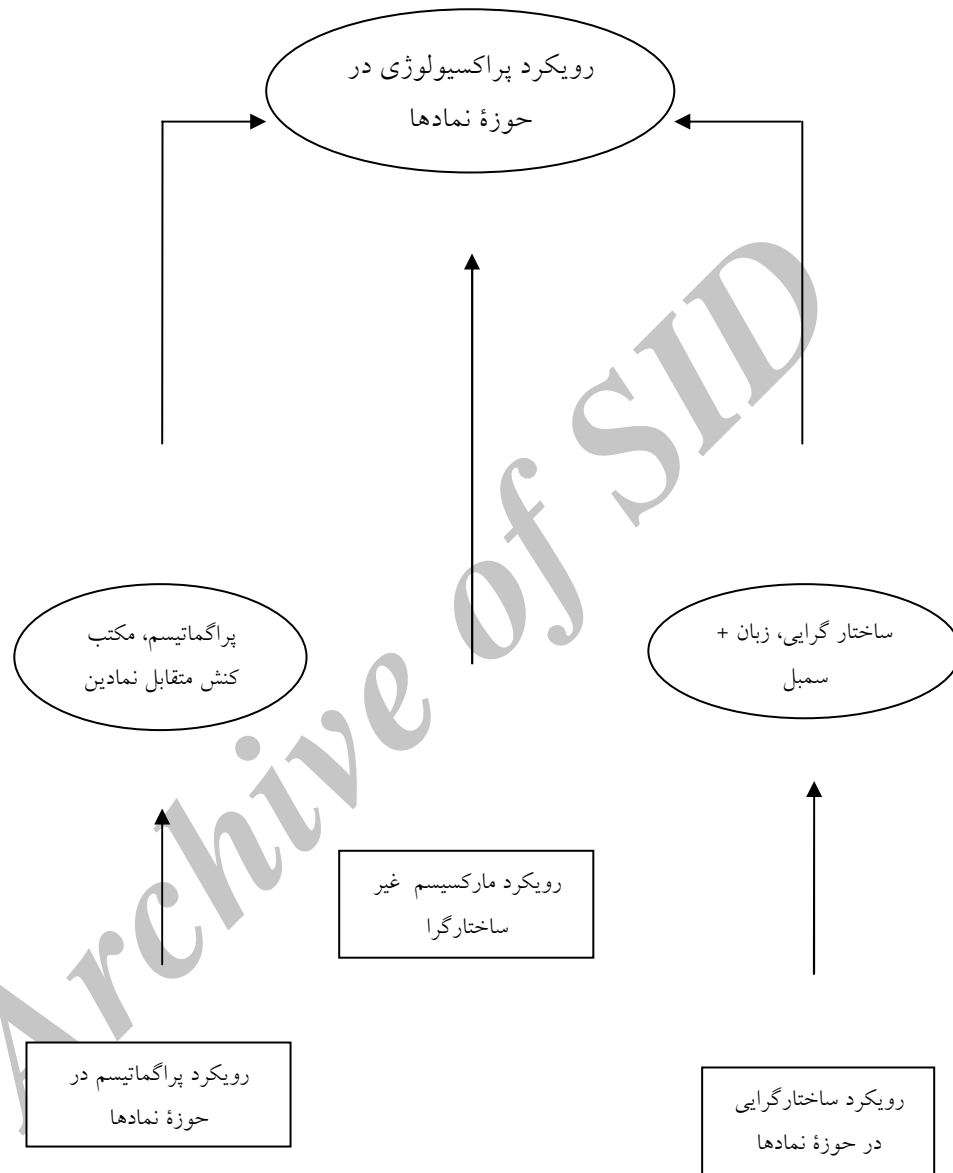 رویکرد پراکسیولوژی در
حوزهٔ نمادها
ساختار گرایی، زبان +
سمبل
پراگماتیسم، مکتب
کنش متقابل نمادین
رویکرد مارکسیسم غیر
ساختارگرا
رویکرد ساختارگرایی
در حوزهٔ نمادها
رویکرد پراگماتیسم در
حوزهٔ نمادها
Archive of SID